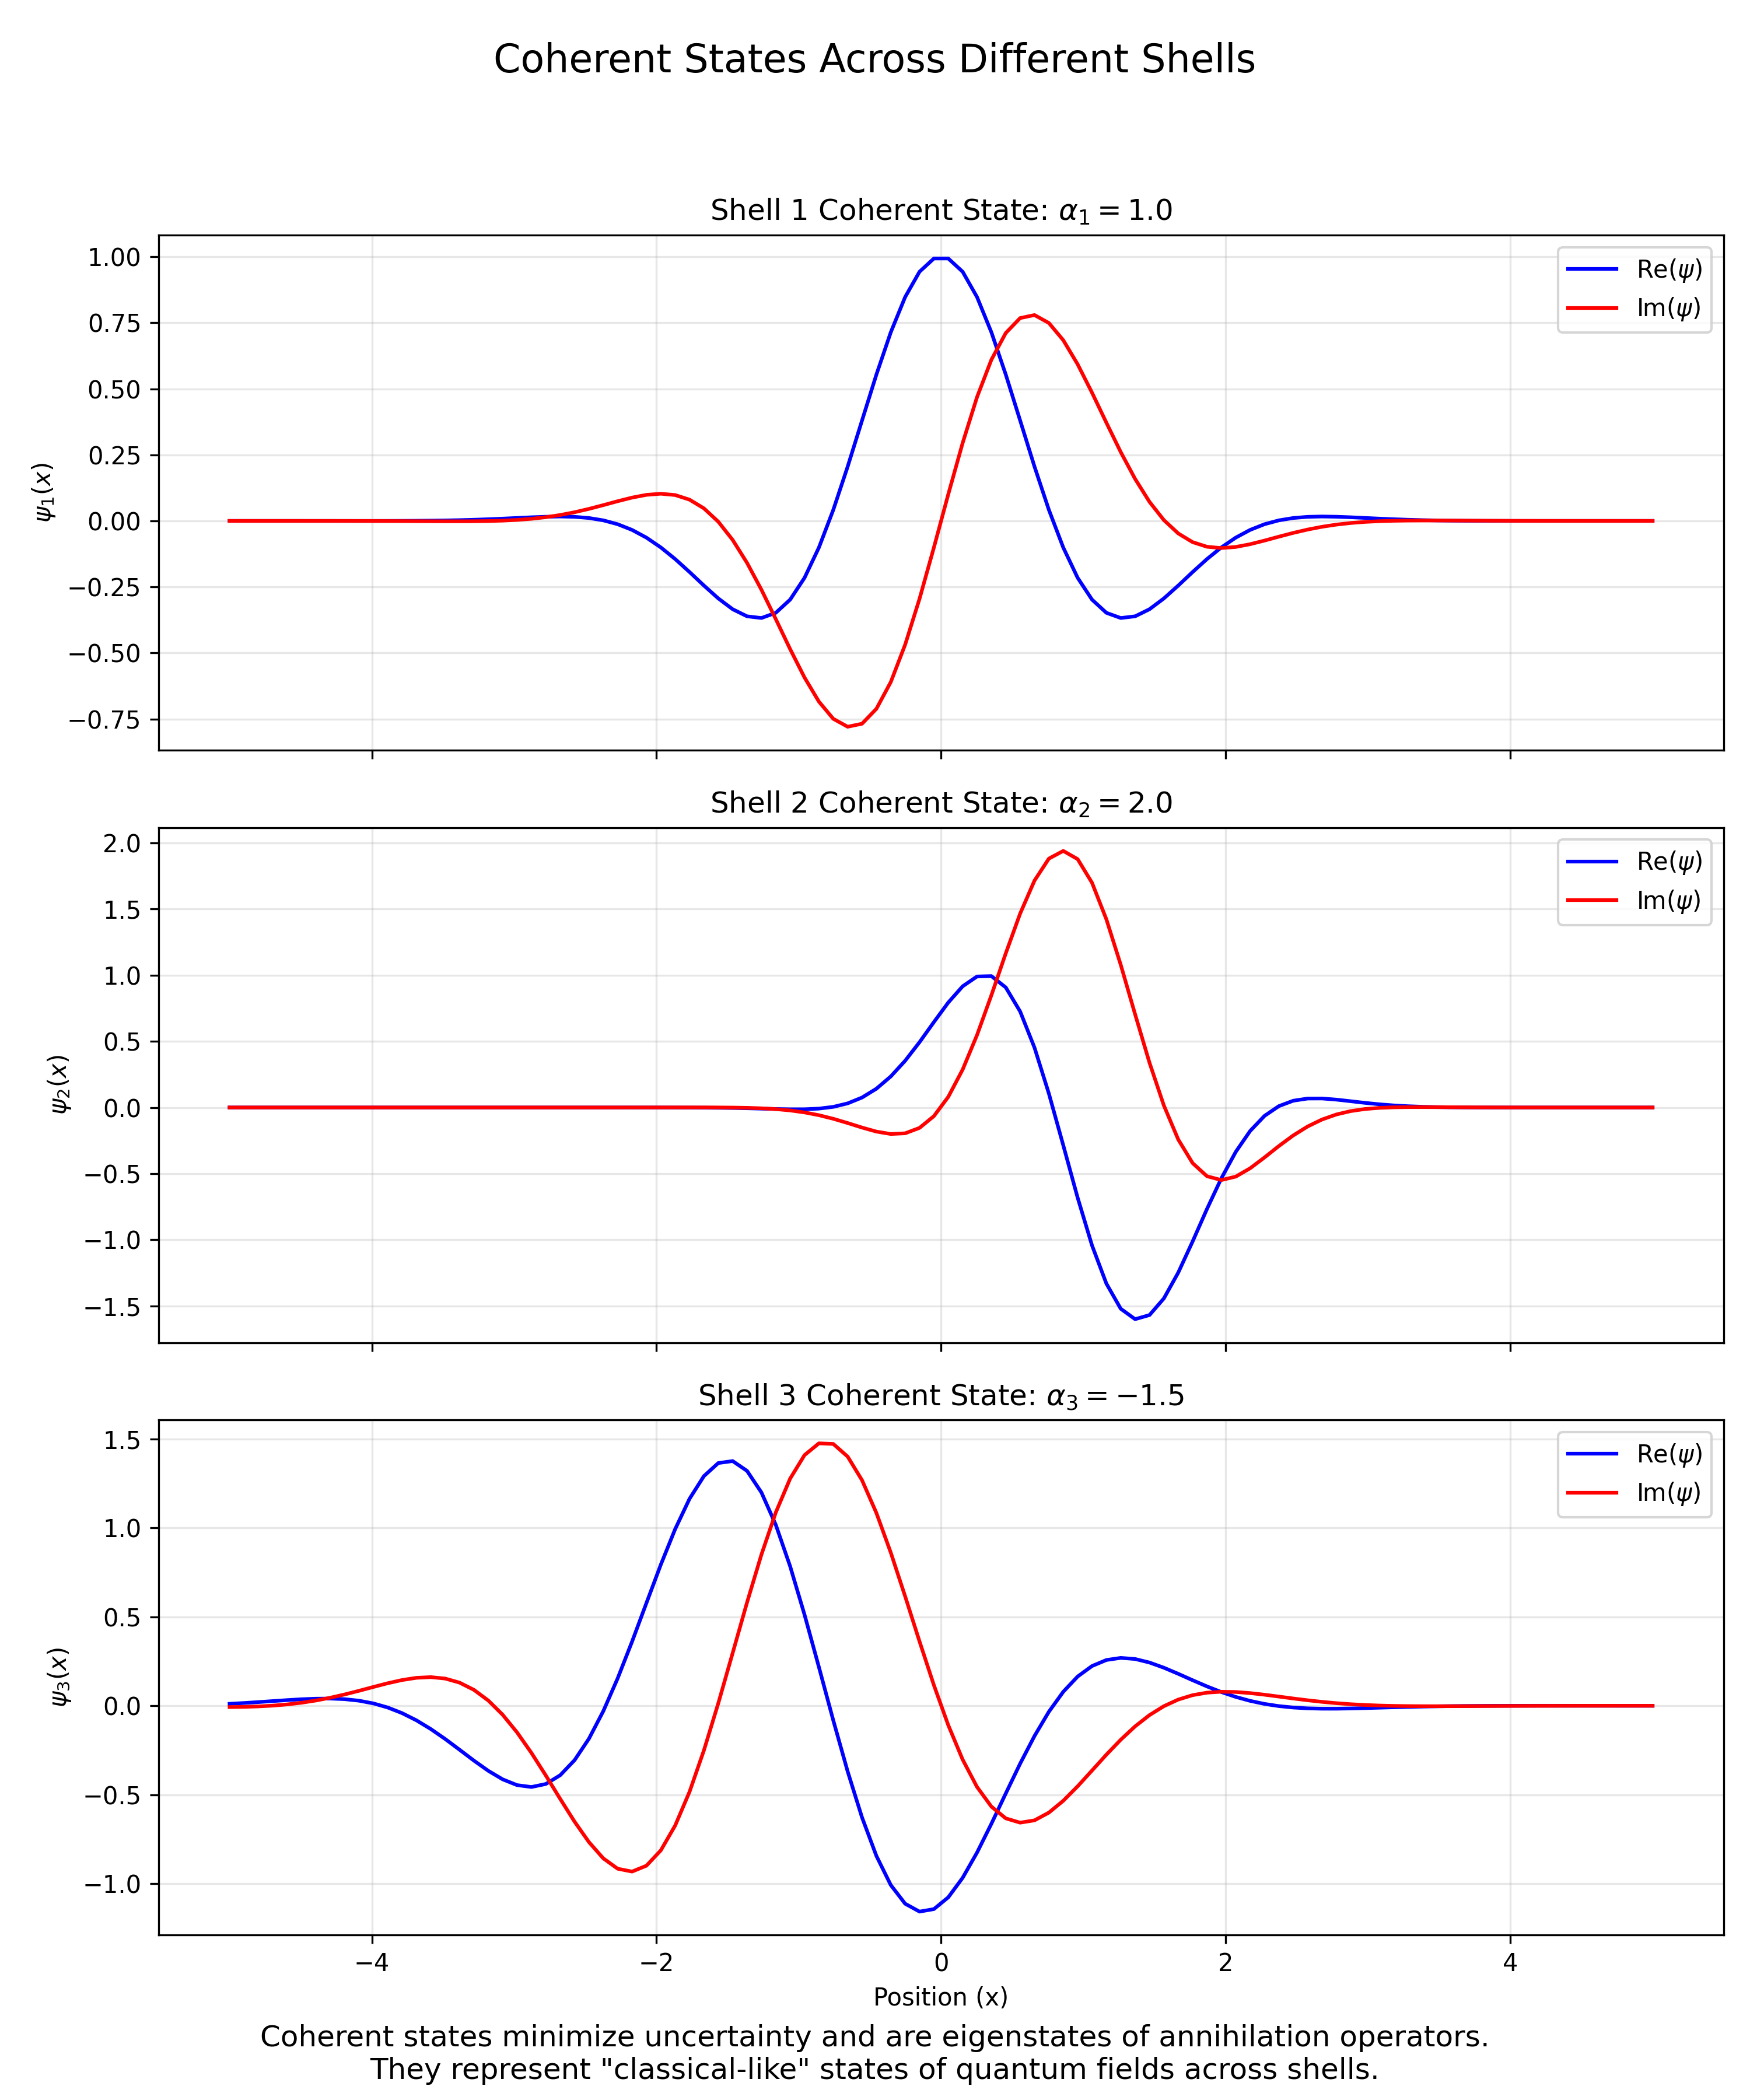 Coherent States Across Different Shells
Shell 1 Coherent State: α₁ = 1.0
1.00
0.75
0.50
0.25
0.00
−0.25
−0.50
−0.75
ψ₁(x)
Re(ψ)
Im(ψ)
Shell 2 Coherent State: α₂ = 2.0
2.0
1.5
1.0
0.5
0.0
−0.5
−1.0
−1.5
ψ₂(x)
Re(ψ)
Im(ψ)
Shell 3 Coherent State: α₃ = −1.5
1.5
1.0
0.5
0.0
−0.5
−1.0
ψ₃(x)
Re(ψ)
Im(ψ)
−4 −2 0 2 4
Position (x)
Coherent states minimize uncertainty and are eigenstates of annihilation operators.
They represent "classical-like" states of quantum fields across shells.